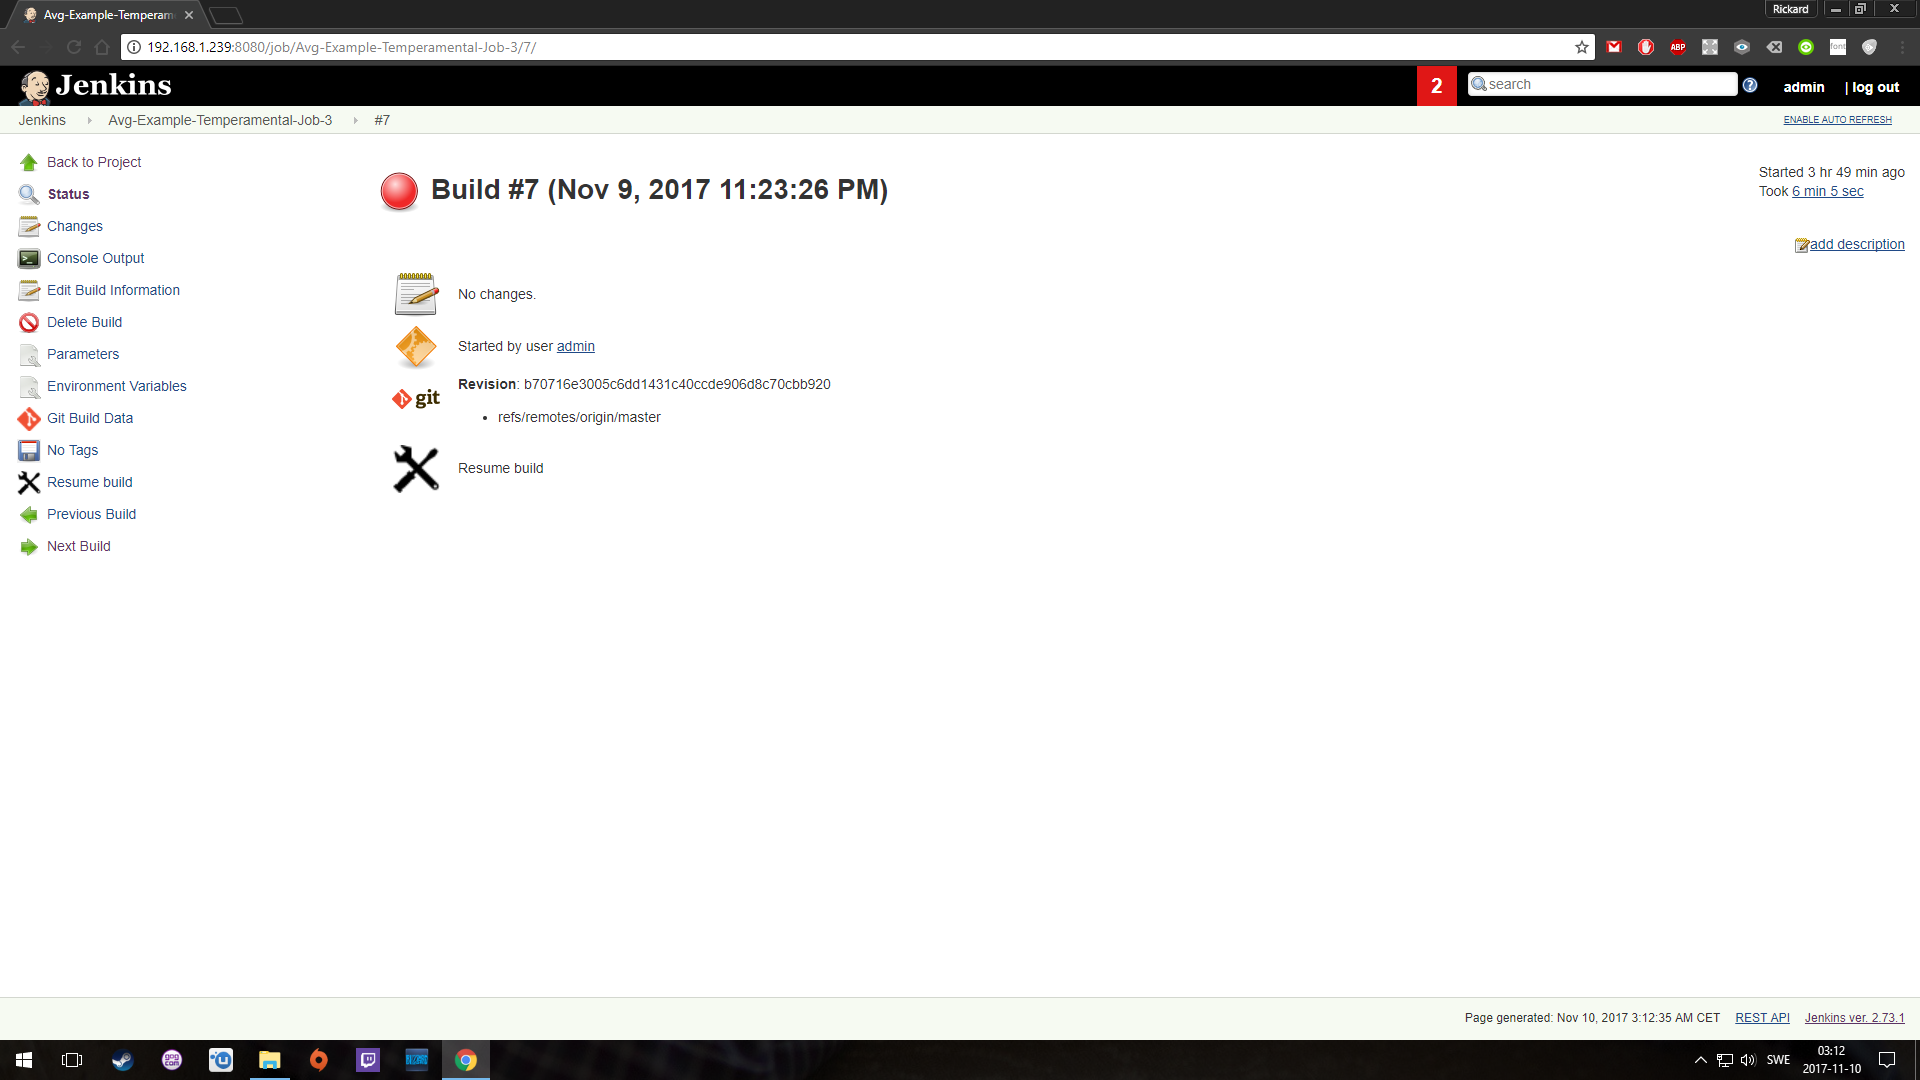 Avg-Example-Temperam
Rickard
192.168.1.239:8080/job/Avg-Example-Temperamental-Job-3/7/
ABP
font
Jenkins
2
search
admin
| log out
Jenkins
Avg-Example-Temperamental-Job-3
#7
ENABLE AUTO REFRESH
Back to Project
Status
Changes
Console Output
Edit Build Information
Delete Build
Parameters
Environment Variables
Git Build Data
No Tags
Resume build
Previous Build
Next Build
Build #7 (Nov 9, 2017 11:23:26 PM)
Started 3 hr 49 min ago
Took 6 min 5 sec
add description
No changes.
Started by user admin
git
Revision: b70716e3005c6dd1431c40ccde906d8c70cbb920
• refs/remotes/origin/master
Resume build
Page generated: Nov 10, 2017 3:12:35 AM CET
REST API
Jenkins ver. 2.73.1
gog
com
SWE
03:12
2017-11-10